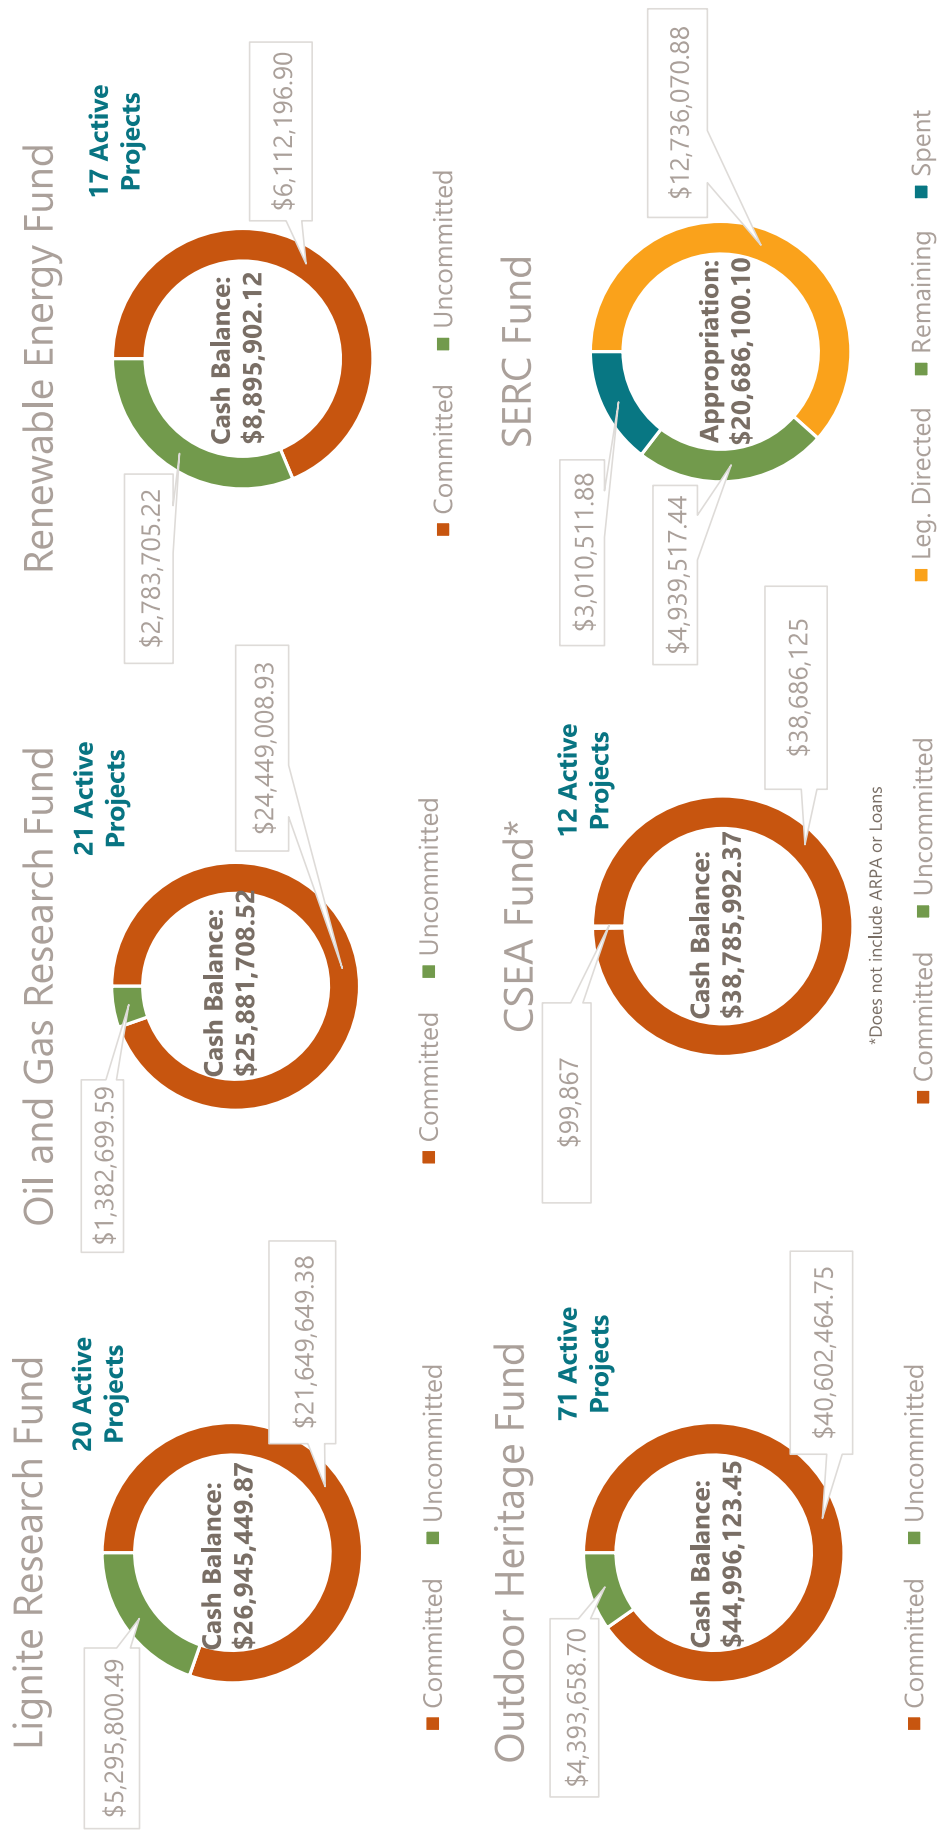 Lignite Research Fund
20 Active
Projects
$5,295,800.49
Cash Balance:
$26,945,449.87
$21,649,649.38
Committed
Uncommitted
Oil and Gas Research Fund
21 Active
Projects
$1,382,699.59
Cash Balance:
$25,881,708.52
$24,449,008.93
Committed
Uncommitted
Renewable Energy Fund
17 Active
Projects
$2,783,705.22
Cash Balance:
$8,895,902.12
$6,112,196.90
Committed
Uncommitted
Outdoor Heritage Fund
71 Active
Projects
$4,393,658.70
Cash Balance:
$44,996,123.45
$40,602,464.75
Committed
Uncommitted
CSEA Fund*
12 Active
Projects
$99,867
Cash Balance:
$38,785,992.37
$38,686,125
*Does not include ARPA or Loans
Committed
Uncommitted
SERC Fund
$3,010,511.88
$4,939,517.44
Appropriation:
$20,686,100.10
$12,736,070.88
Leg. Directed
Remaining
Spent